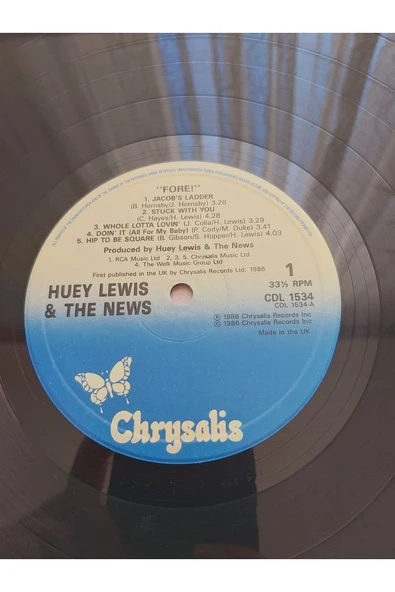 "FORE!"
1. JACOB'S LADDER
(B. Hornsby/J. Hornsby) 3.28
2. STUCK WITH YOU
(C. Hayes/H. Lewis) 4.28
3. WHOLE LOTTA LOVIN' (J. Colla/H. Lewis) 3.29
4. DOIN' IT (All For My Baby) (P. Cody/M. Duke) 3.41
5. HIP TO BE SQUARE (B. Gibson/S. Hopper/H. Lewis) 4.03
Produced by Huey Lewis & The News
1. RCA Music Ltd 2, 3, 5. Chrysalis Music Ltd
4. The Welk Music Group Ltd
First published in the UK by Chrysalis Records Ltd. 1986
1
33⅓ RPM
HUEY LEWIS
& THE NEWS
CDL 1534
CDL 1534-A
℗ 1986 Chrysalis Records Inc
© 1986 Chrysalis Records Inc
Made in the UK.
Chrysalis